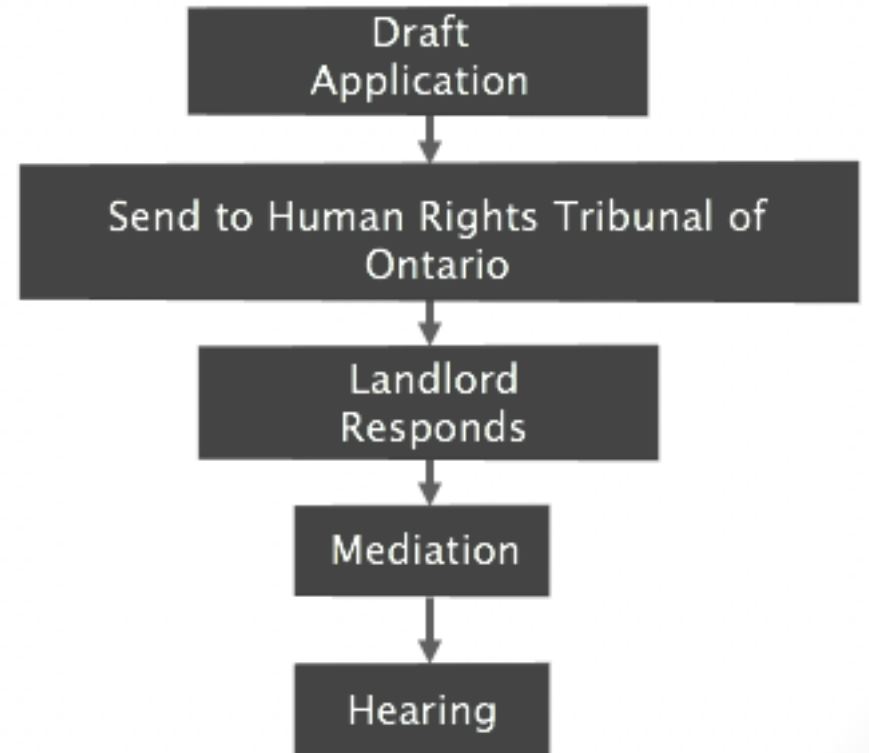 Draft
Application
Send to Human Rights Tribunal of
Ontario
Landlord
Responds
Mediation
Hearing